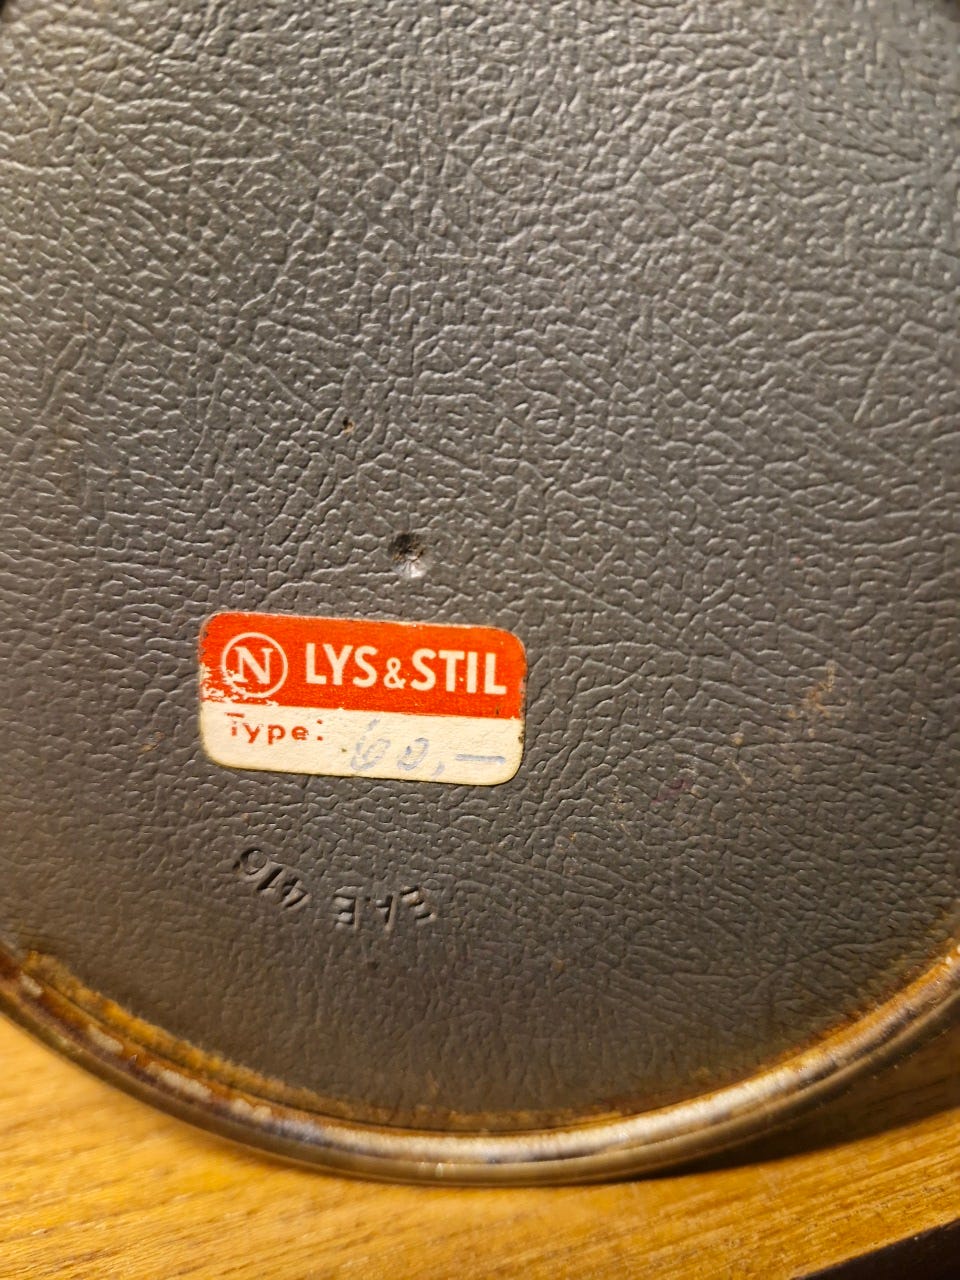 N LYS & STIL
Type: 60,-